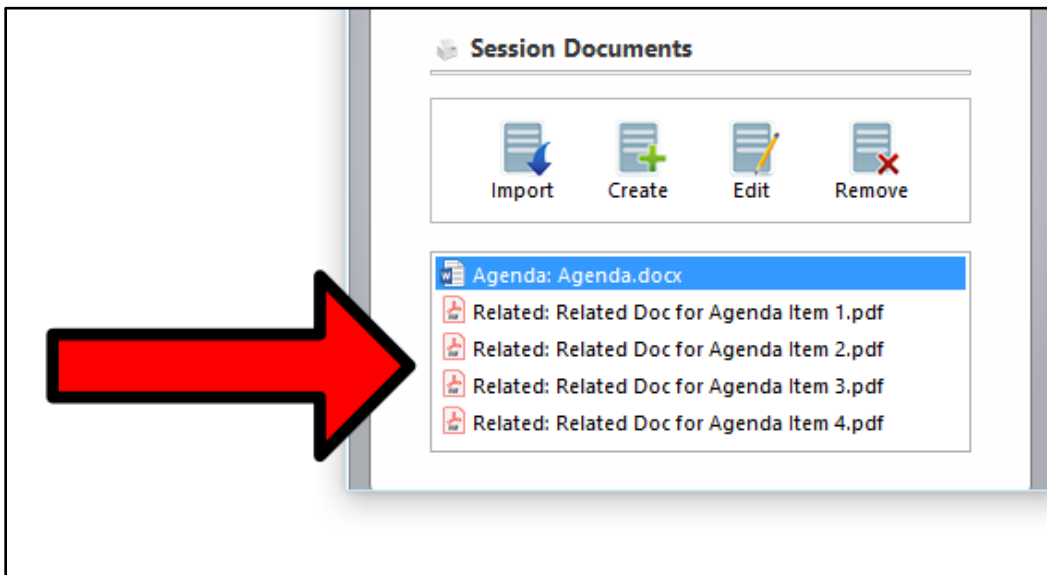 Session Documents
Import Create Edit Remove
Agenda: Agenda.docx
Related: Related Doc for Agenda Item 1.pdf
Related: Related Doc for Agenda Item 2.pdf
Related: Related Doc for Agenda Item 3.pdf
Related: Related Doc for Agenda Item 4.pdf